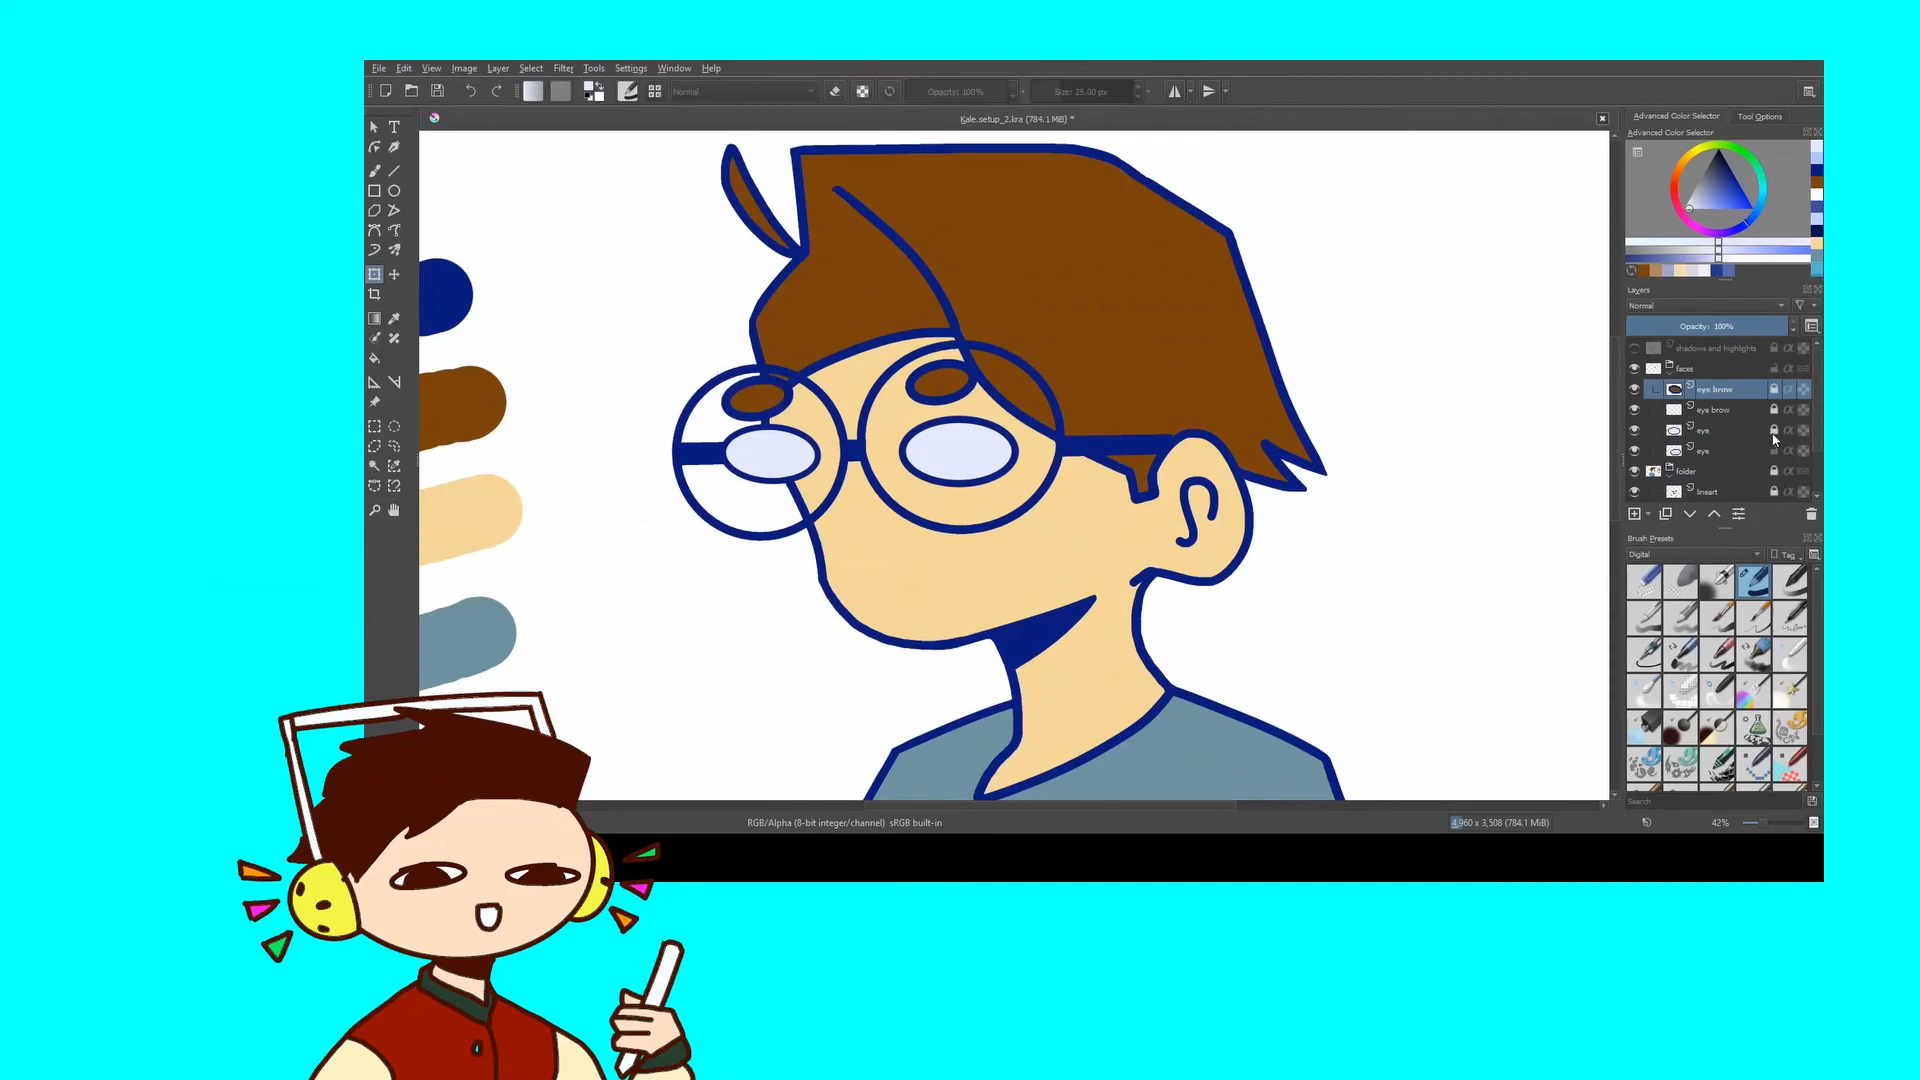 File Edit View Image Layer Select Filter Tools Settings Window Help
Normal Opacity: 100% Size: 25.00 px
Kale.setup_2.kra (784.1 MiB) *
Advanced Color Selector Tool Options
Advanced Color Selector
Layers
Normal
Opacity: 100%
shadows and highlights
faces
eye brow
eye brow
eye
eye
folder
lineart
Brush Presets
Digital Tag
Search
RGB/Alpha (8-bit integer/channel) sRGB built-in 4,960 x 3,508 (784.1 MiB) 42%